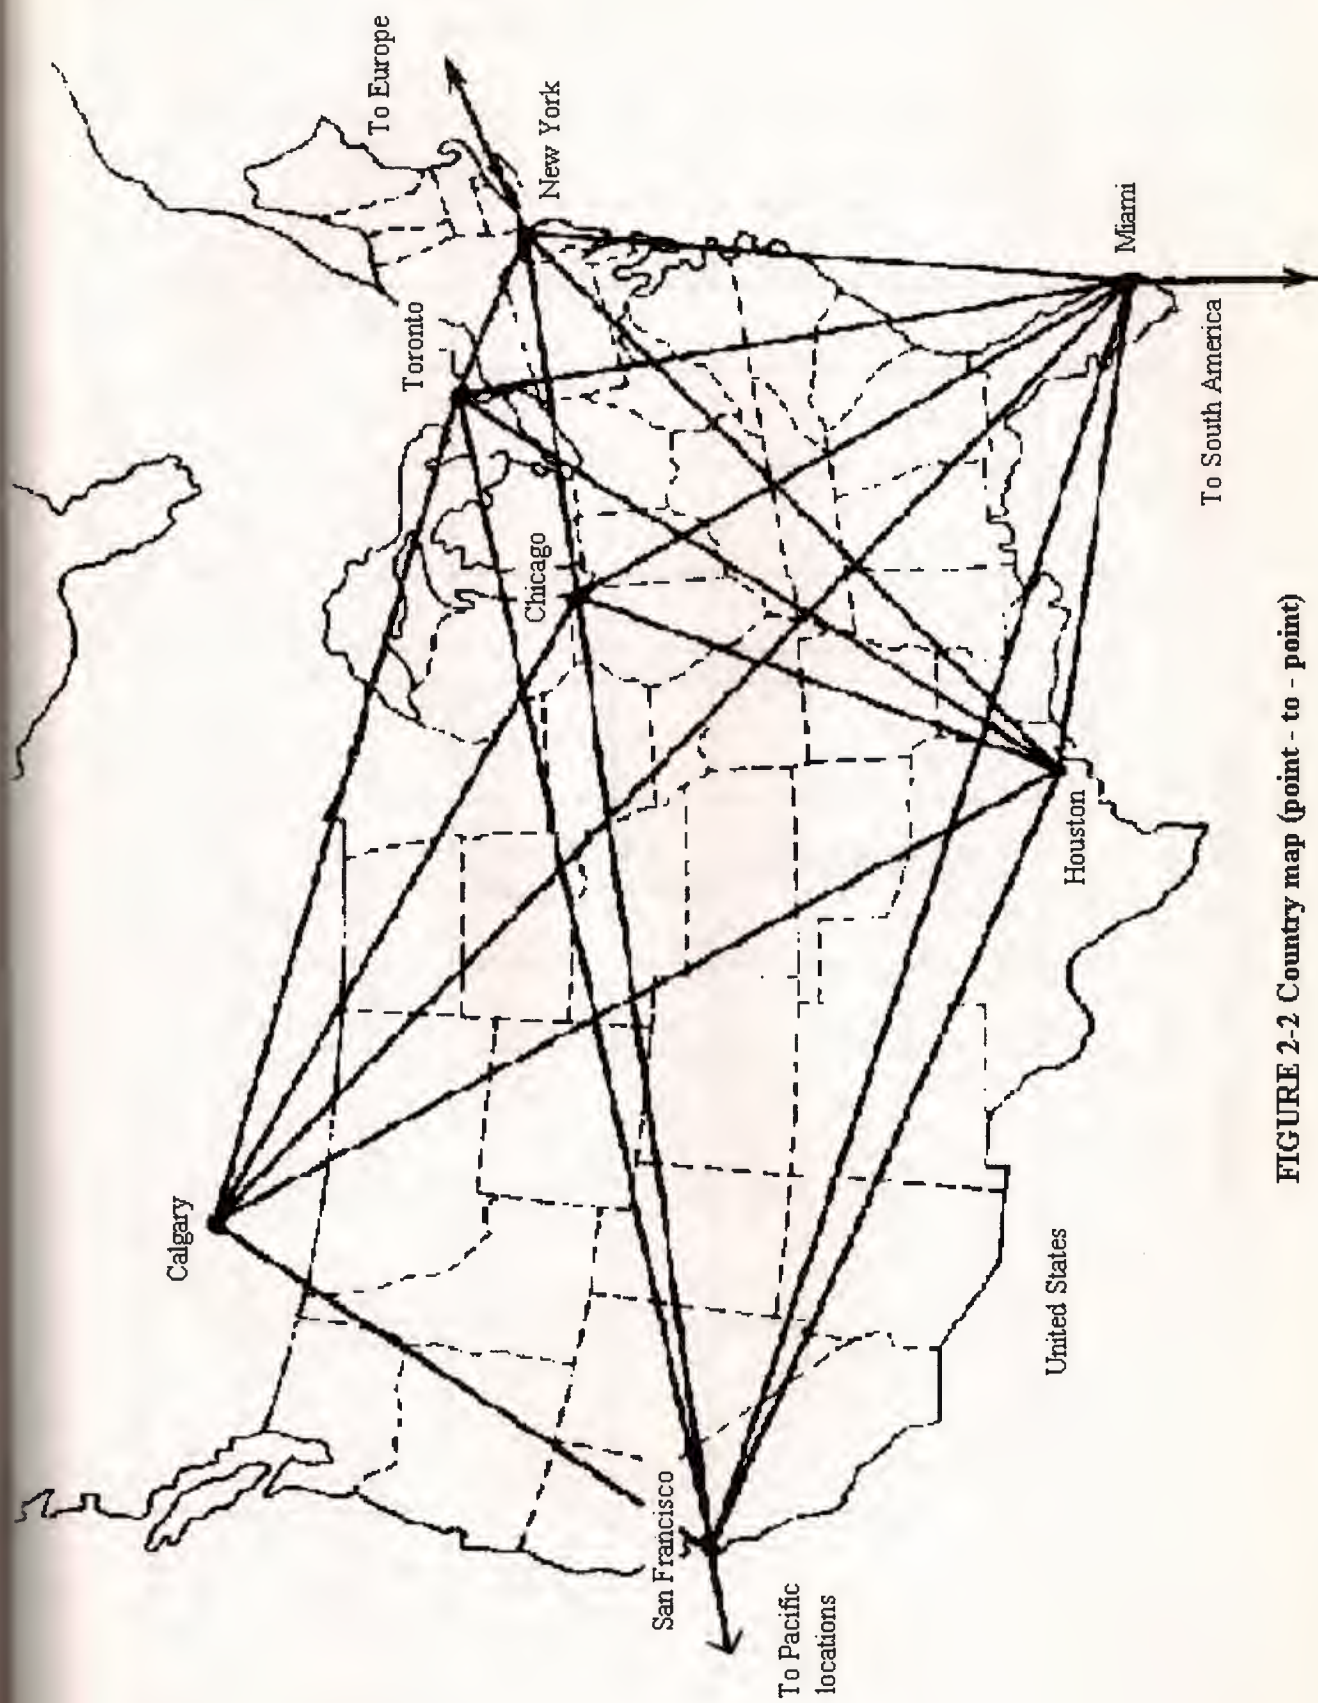 To Europe
New York
Toronto
Chicago
Calgary
Miami
To South America
Houston
United States
San Francisco
To Pacific
locations
FIGURE 2-2 Country map (point - to - point)